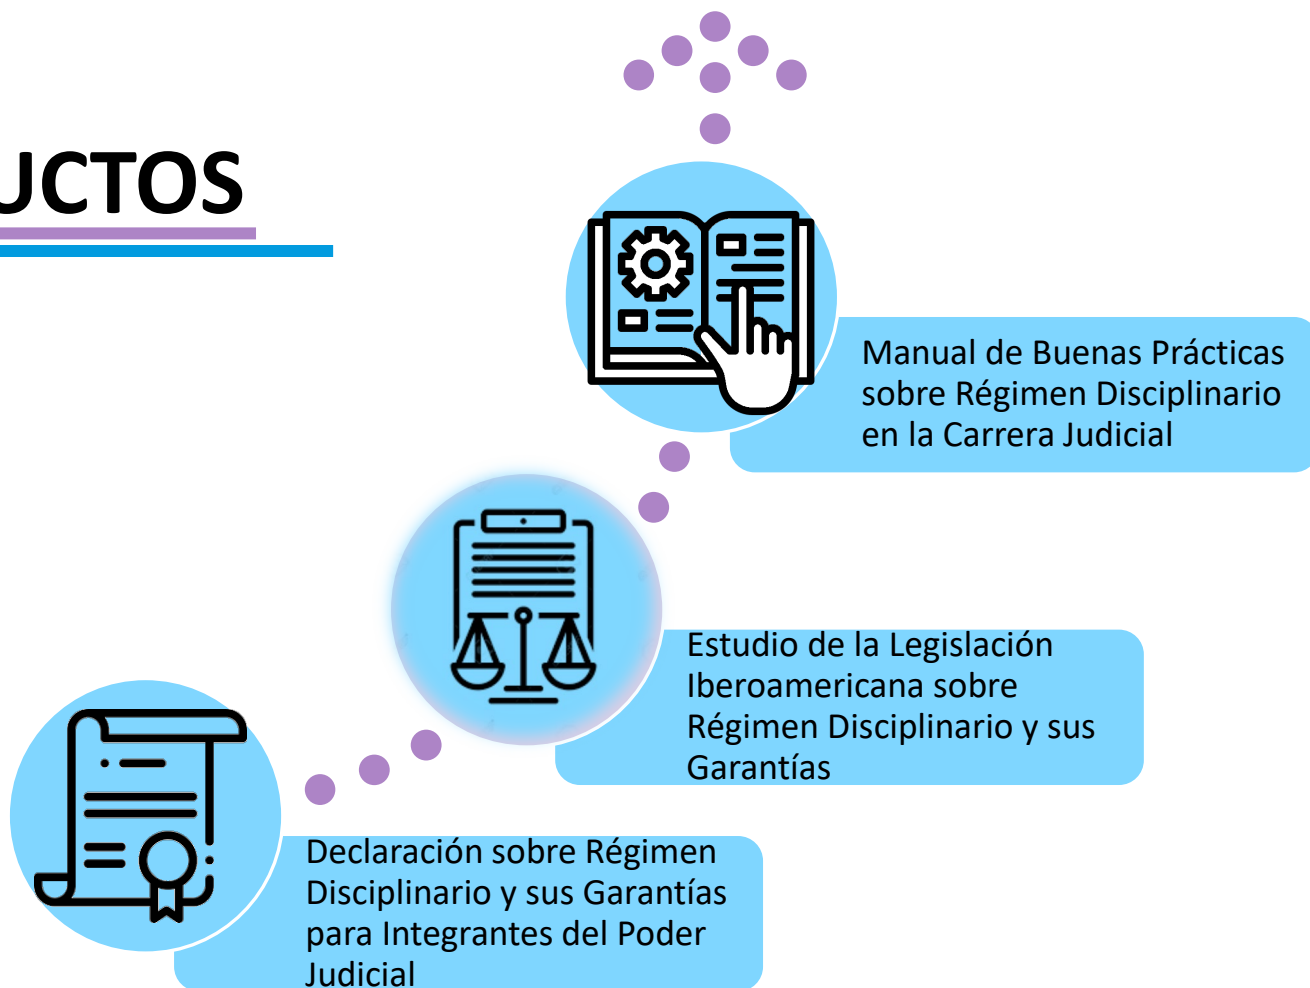 UCTOS
Manual de Buenas Prácticas
sobre Régimen Disciplinario
en la Carrera Judicial
Estudio de la Legislación
Iberoamericana sobre
Régimen Disciplinario y sus
Garantías
Declaración sobre Régimen
Disciplinario y sus Garantías
para Integrantes del Poder
Judicial